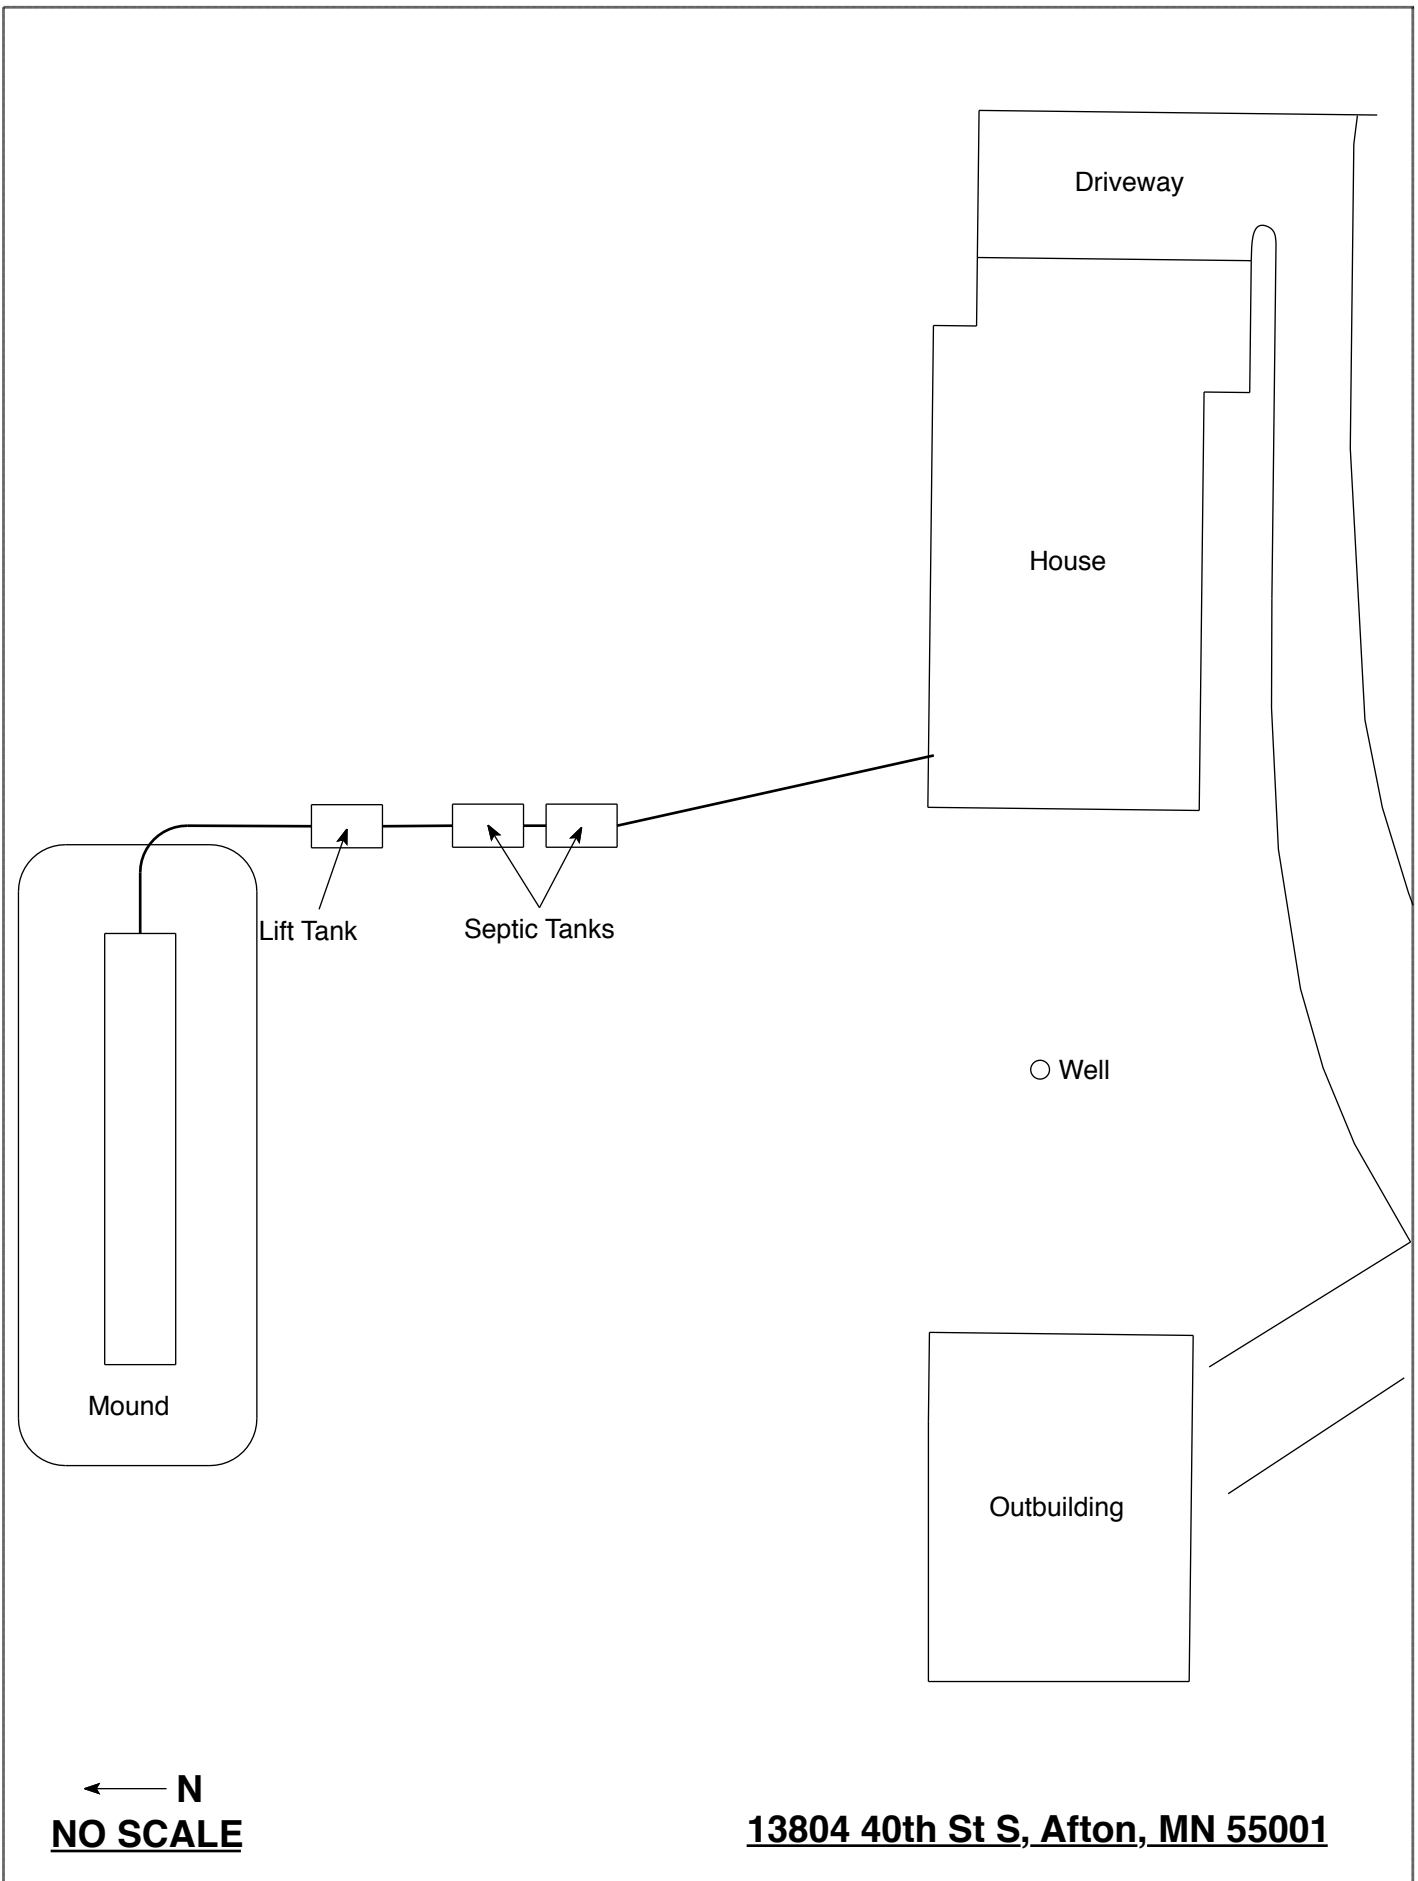 Driveway
House
Lift Tank
Septic Tanks
Well
Mound
Outbuilding
N
NO SCALE
13804 40th St S, Afton, MN 55001